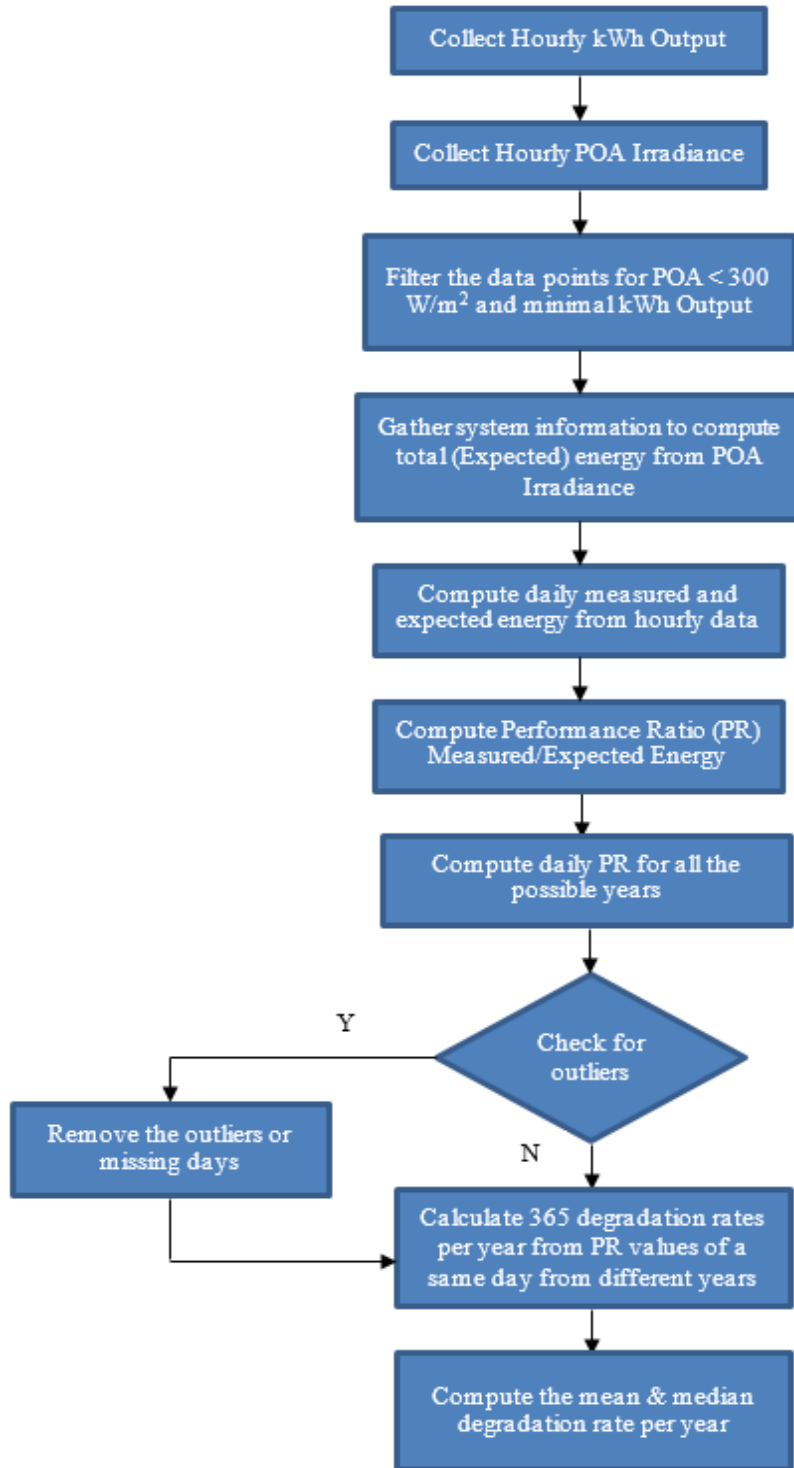 Collect Hourly kWh Output
Collect Hourly POA Irradiance
Filter the data points for POA < 300
W/m² and minimal kWh Output
Gather system information to compute
total (Expected) energy from POA
Irradiance
Compute daily measured and
expected energy from hourly data
Compute Performance Ratio (PR)
Measured/Expected Energy
Compute daily PR for all the
possible years
Check for
outliers
Y
Remove the outliers or
missing days
N
Calculate 365 degradation rates
per year from PR values of a
same day from different years
Compute the mean & median
degradation rate per year